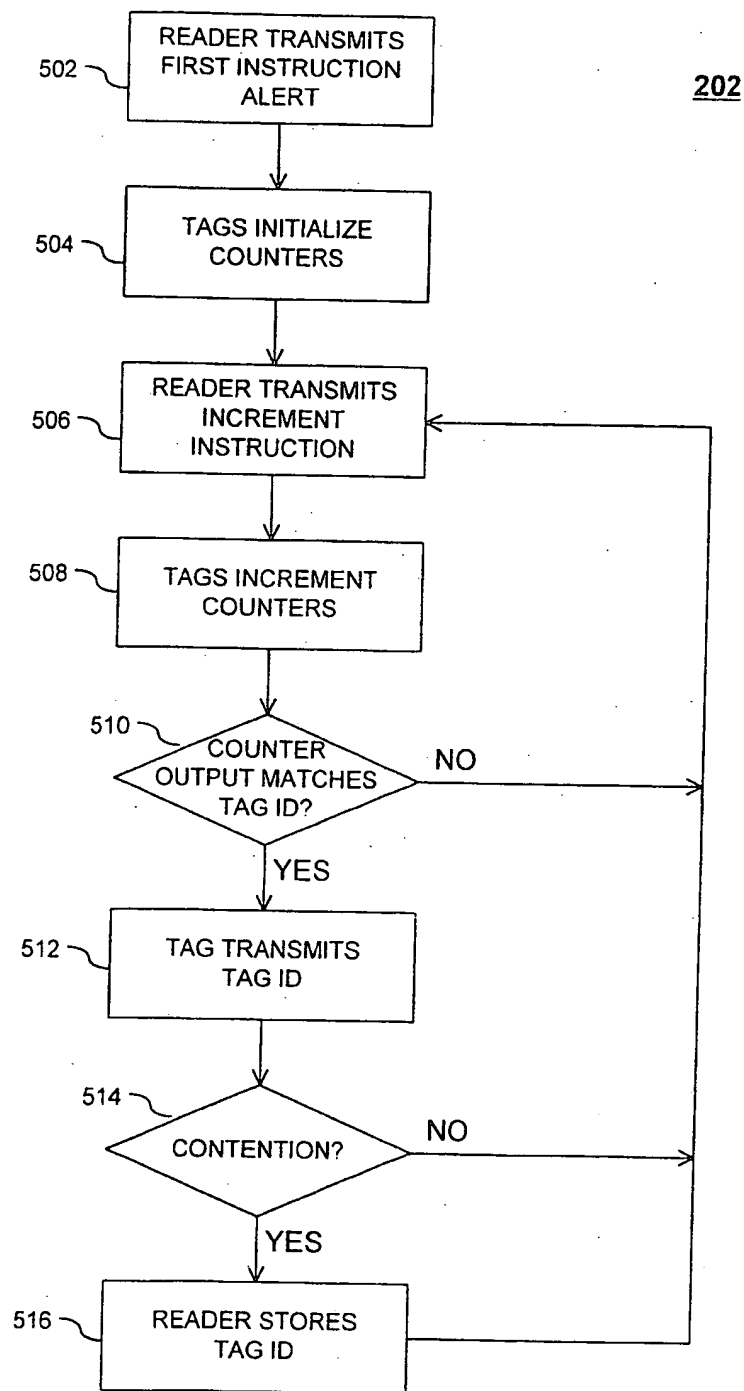 202
502
READER TRANSMITS
FIRST INSTRUCTION
ALERT
504
TAGS INITIALIZE
COUNTERS
506
READER TRANSMITS
INCREMENT
INSTRUCTION
508
TAGS INCREMENT
COUNTERS
510
COUNTER
OUTPUT MATCHES
TAG ID?
NO
YES
512
TAG TRANSMITS
TAG ID
514
CONTENTION?
NO
YES
516
READER STORES
TAG ID